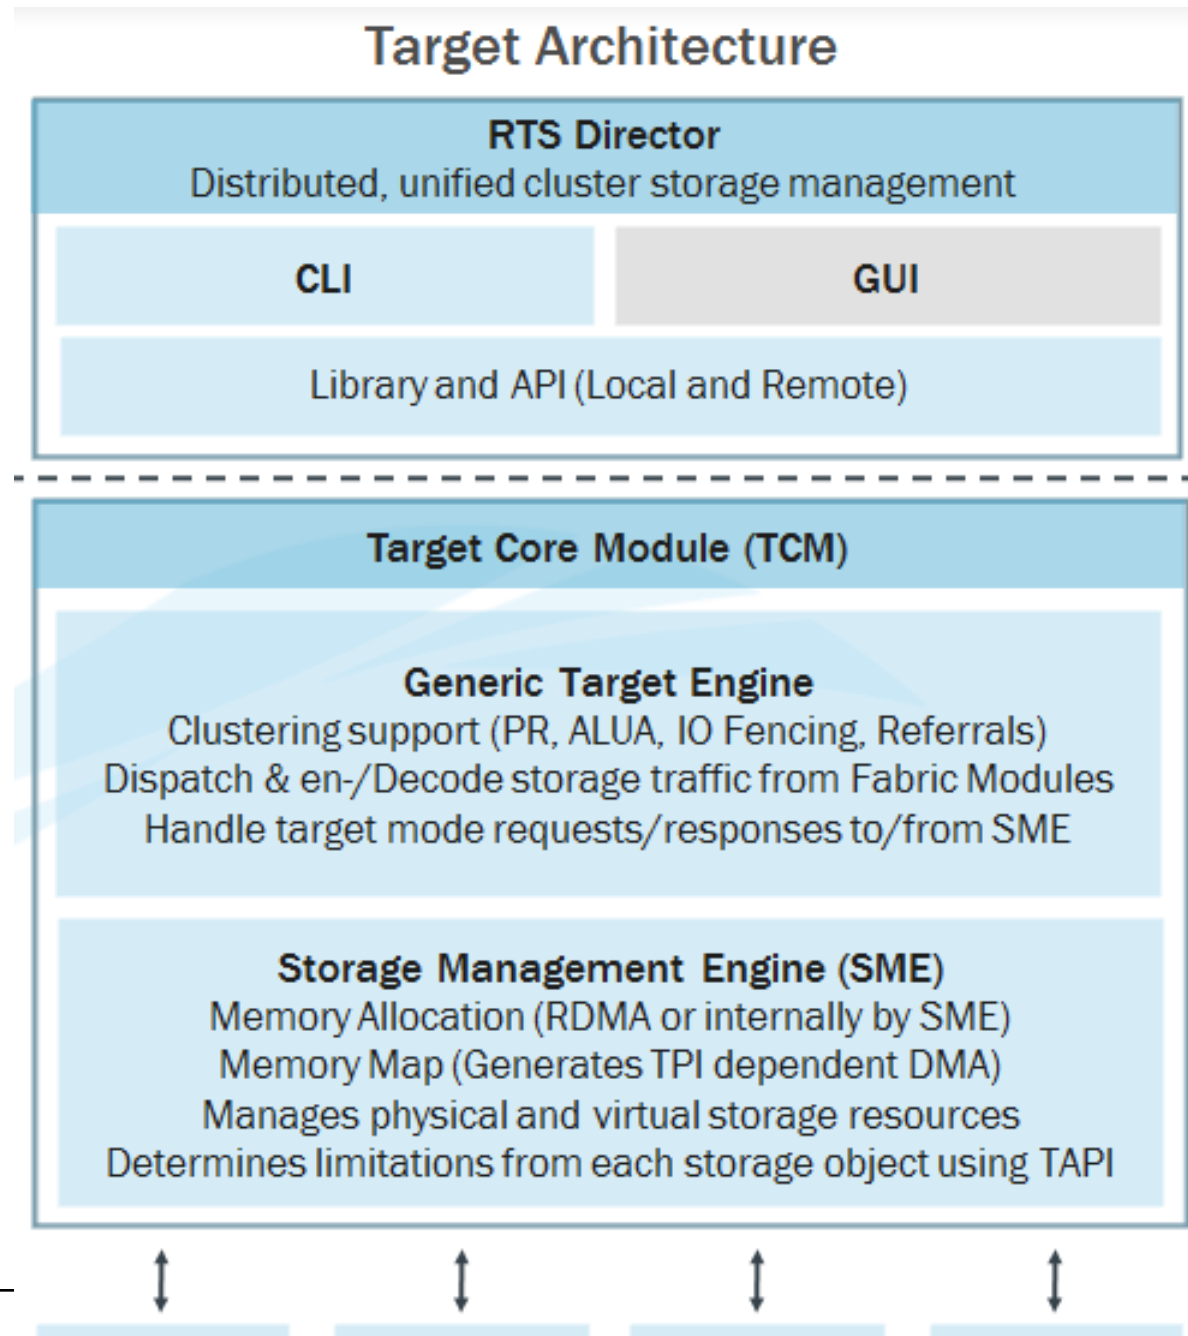 Target Architecture
RTS Director
Distributed, unified cluster storage management
CLI
GUI
Library and API (Local and Remote)
Target Core Module (TCM)
Generic Target Engine
Clustering support (PR, ALUA, IO Fencing, Referrals)
Dispatch & en-/Decode storage traffic from Fabric Modules
Handle target mode requests/responses to/from SME
Storage Management Engine (SME)
Memory Allocation (RDMA or internally by SME)
Memory Map (Generates TPI dependent DMA)
Manages physical and virtual storage resources
Determines limitations from each storage object using TAPI